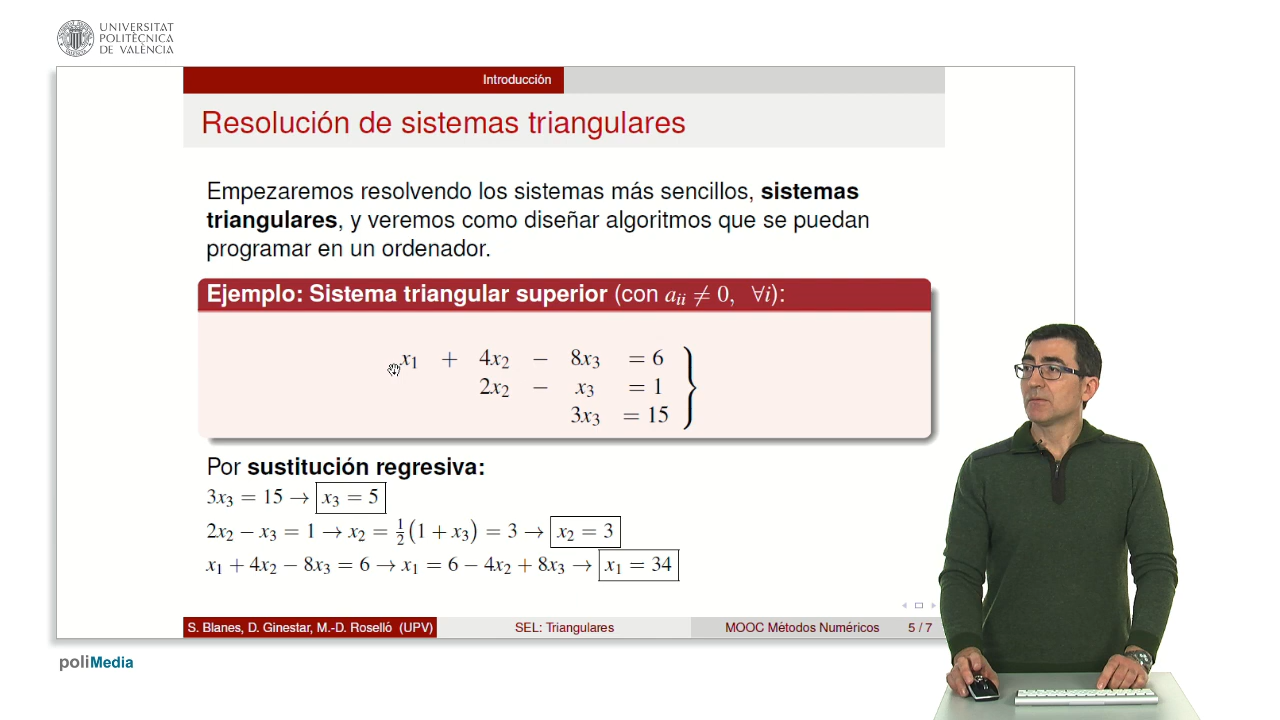 UNIVERSITAT
POLITÈCNICA
DE VALÈNCIA
Introducción
Resolución de sistemas triangulares
Empezaremos resolvendo los sistemas más sencillos, sistemas
triangulares, y veremos como diseñar algoritmos que se puedan
programar en un ordenador.
Ejemplo: Sistema triangular superior (con aᵢᵢ ≠ 0, ∀i):
x₁ + 4x₂ − 8x₃ = 6
2x₂ − x₃ = 1
3x₃ = 15
Por sustitución regresiva:
3x₃ = 15 → x₃ = 5
2x₂ − x₃ = 1 → x₂ = ½(1 + x₃) = 3 → x₂ = 3
x₁ + 4x₂ − 8x₃ = 6 → x₁ = 6 − 4x₂ + 8x₃ → x₁ = 34
S. Blanes, D. Ginestar, M.-D. Roselló (UPV) SEL: Triangulares MOOC Métodos Numéricos 5 / 7
poliMedia